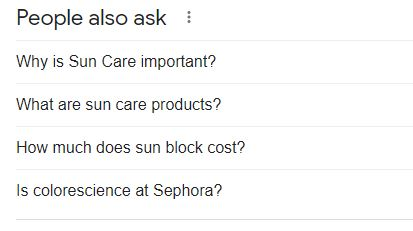 People also ask
Why is Sun Care important?
What are sun care products?
How much does sun block cost?
Is colorescience at Sephora?